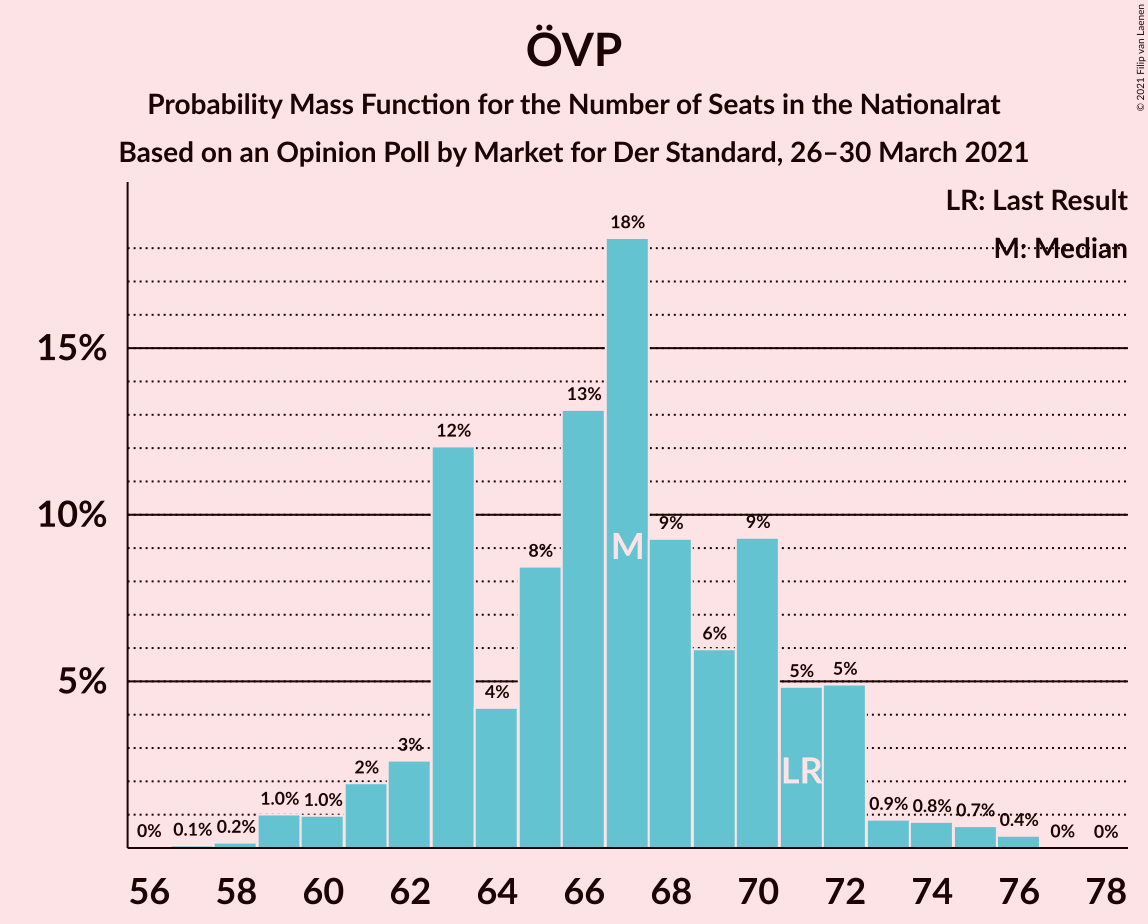 ÖVP
Probability Mass Function for the Number of Seats in the Nationalrat
Based on an Opinion Poll by Market for Der Standard, 26–30 March 2021
© 2021 Filip van Laenen
LR: Last Result
M: Median
15%
10%
5%
0%
0.1%
0.2%
1.0%
1.0%
2%
3%
12%
4%
8%
13%
18%
9%
6%
9%
5%
5%
0.9%
0.8%
0.7%
0.4%
0%
0%
M
LR
56 58 60 62 64 66 68 70 72 74 76 78